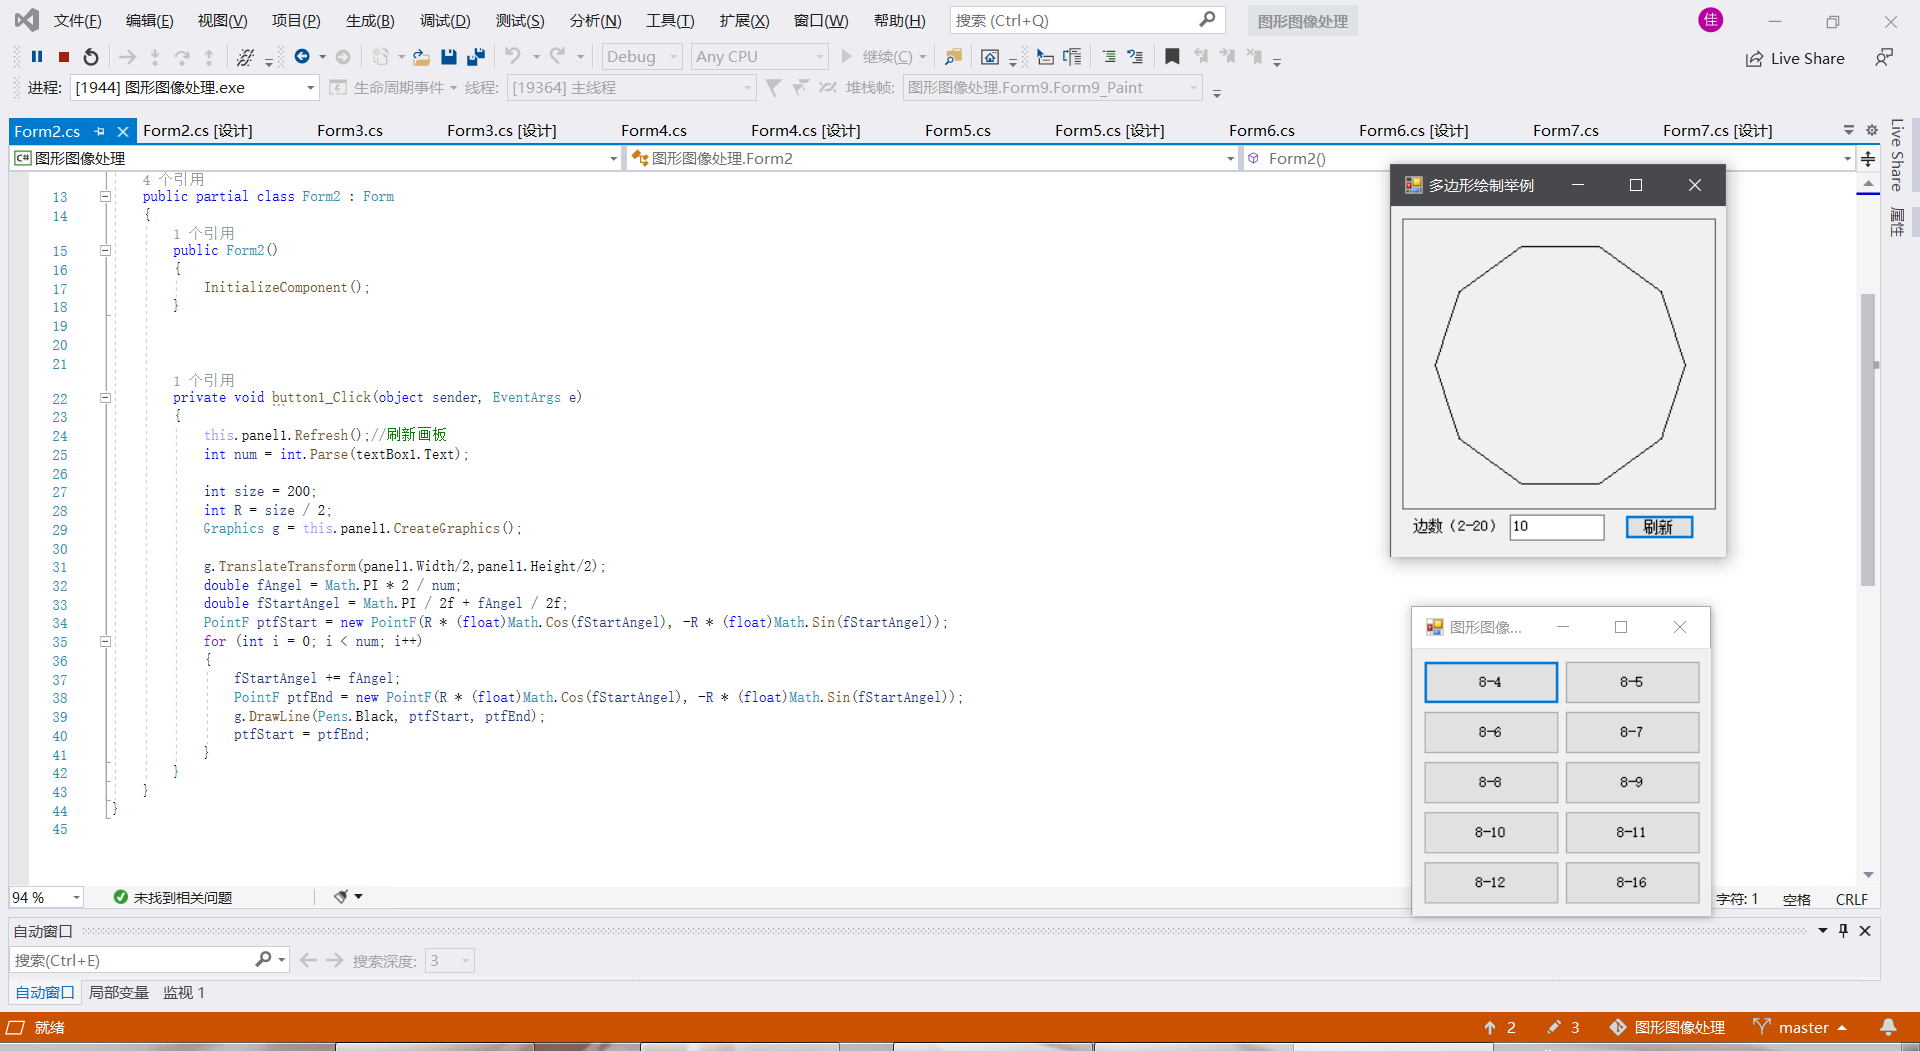 文件(F) 编辑(E) 视图(V) 项目(P) 生成(B) 调试(D) 测试(S) 分析(N) 工具(T) 扩展(X) 窗口(W) 帮助(H) 搜索 (Ctrl+Q) 图形图像处理 佳
Debug Any CPU 继续(C) Live Share
进程: [1944] 图形图像处理.exe 生命周期事件 线程: [19364] 主线程 堆栈帧: 图形图像处理.Form9.Form9_Paint
Form2.cs Form2.cs [设计] Form3.cs Form3.cs [设计] Form4.cs Form4.cs [设计] Form5.cs Form5.cs [设计] Form6.cs Form6.cs [设计] Form7.cs Form7.cs [设计]
C# 图形图像处理 图形图像处理.Form2 Form2()
Live Share
属性
4 个引用
13 public partial class Form2 : Form
14 {
1 个引用
15 public Form2()
16 {
17 InitializeComponent();
18 }
19
20
21
1 个引用
22 private void button1_Click(object sender, EventArgs e)
23 {
24 this.panel1.Refresh();//刷新画板
25 int num = int.Parse(textBox1.Text);
26
27 int size = 200;
28 int R = size / 2;
29 Graphics g = this.panel1.CreateGraphics();
30
31 g.TranslateTransform(panel1.Width/2,panel1.Height/2);
32 double fAngel = Math.PI * 2 / num;
33 double fStartAngel = Math.PI / 2f + fAngel / 2f;
34 PointF ptfStart = new PointF(R * (float)Math.Cos(fStartAngel), -R * (float)Math.Sin(fStartAngel));
35 for (int i = 0; i < num; i++)
36 {
37 fStartAngel += fAngel;
38 PointF ptfEnd = new PointF(R * (float)Math.Cos(fStartAngel), -R * (float)Math.Sin(fStartAngel));
39 g.DrawLine(Pens.Black, ptfStart, ptfEnd);
40 ptfStart = ptfEnd;
41 }
42 }
43 }
44 }
45
多边形绘制举例
边数（2-20） 10 刷新
图形图像...
8-4 8-5
8-6 8-7
8-8 8-9
8-10 8-11
8-12 8-16
94 % 未找到相关问题 字符: 1 空格 CRLF
自动窗口
搜索(Ctrl+E) 搜索深度: 3
自动窗口 局部变量 监视 1
就绪 2 3 图形图像处理 master